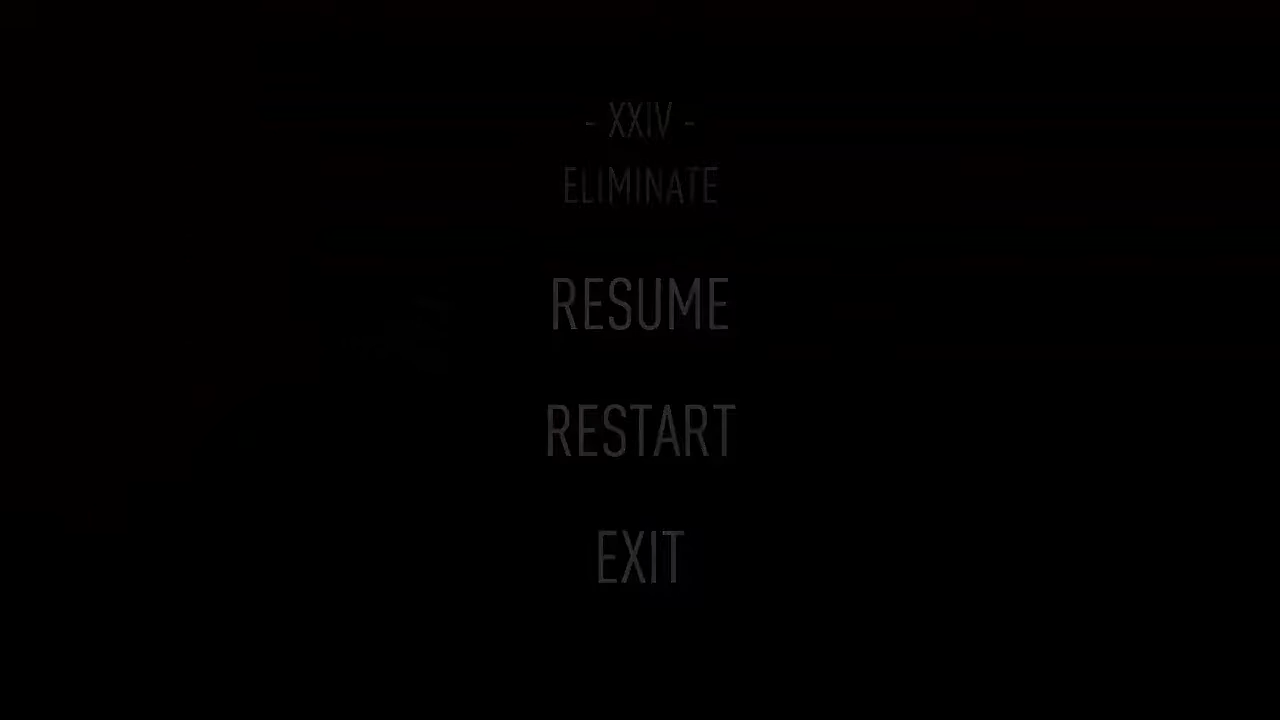 - XXIV -
ELIMINATE
RESUME
RESTART
EXIT